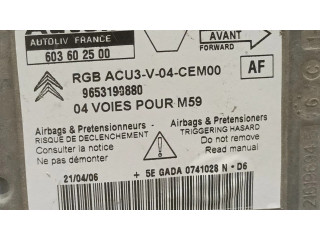 AUTOLIV FRANCE
603 60 25 00
AVANT
FORWARD
RGB ACU3-V-04-CEM00
AF
9653190880
04 VOIES POUR M59
Airbags & Pretensionneurs
RISQUE DE DECLENCHEMENT
Consulter la notice
Ne pas démonter
Airbags & Pretensioners
TRIGGERING HASARD
Do not remove
Read manual
21/04/06
+ 5E GADA 0741028 N - D6